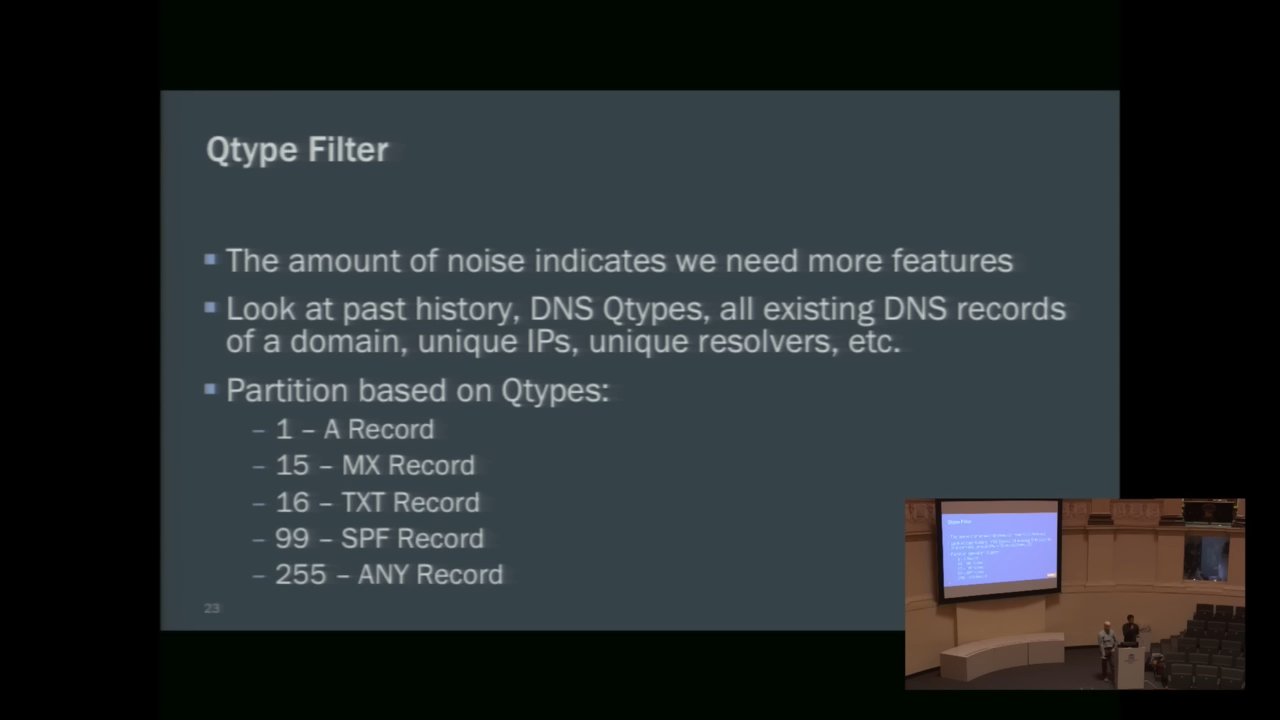 Qtype Filter
The amount of noise indicates we need more features
Look at past history, DNS Qtypes, all existing DNS records
of a domain, unique IPs, unique resolvers, etc.
Partition based on Qtypes:
– 1 – A Record
– 15 – MX Record
– 16 – TXT Record
– 99 – SPF Record
– 255 – ANY Record
23
Qtype Filter